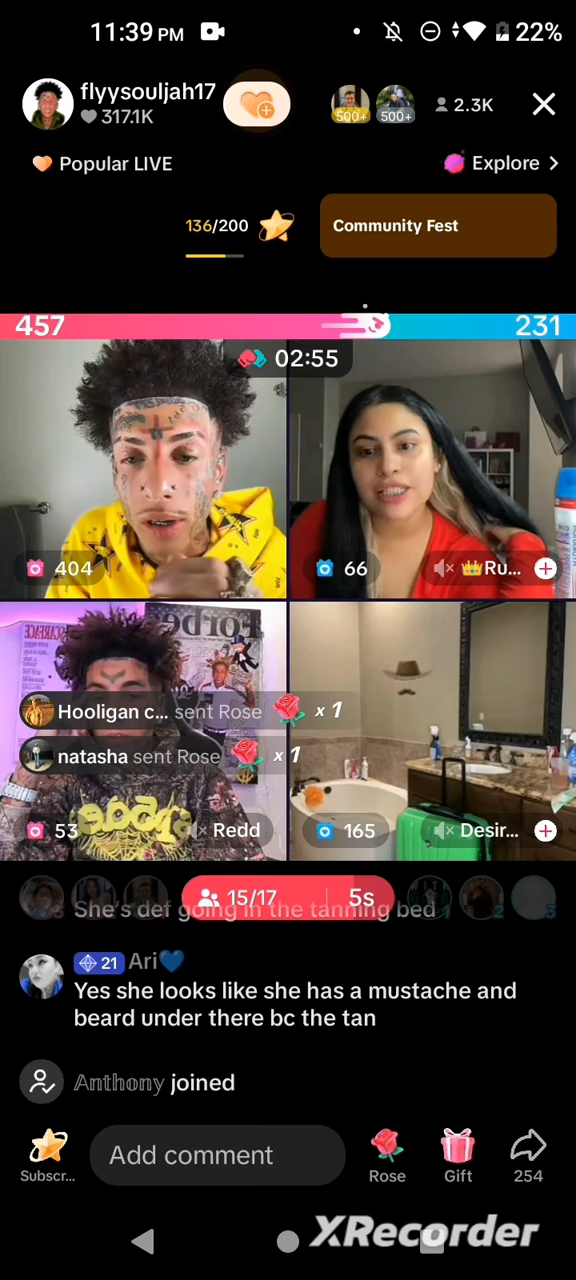 11:39 PM
22%
flyysouljah17
317.1K
500+
500+
2.3K
Popular LIVE
Explore >
136/200
Community Fest
457
231
02:55
404
66
Ru...
SCARFACE
Forbe
Hooligan c... sent Rose x 1
natasha sent Rose x 1
53
Redd
165
Desir...
15/17
5s
She's def going in the tanning bed
21
Ari
Yes she looks like she has a mustache and
beard under there bc the tan
Anthony joined
Subscr...
Add comment
Rose
Gift
254
XRecorder